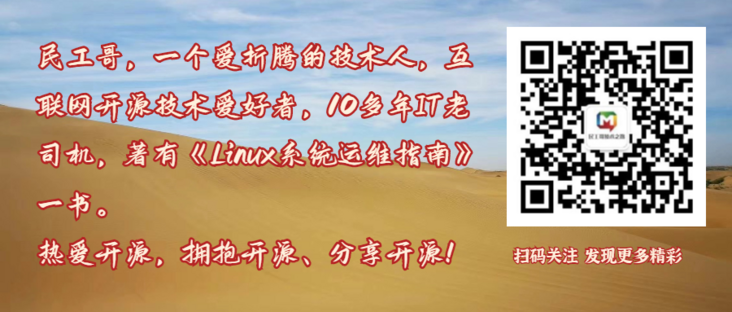 民工哥，一个爱折腾的技术人，互
联网开源技术爱好者，10多年IT老
司机，著有《Linux系统运维指南》
一书。
热爱开源，拥抱开源、分享开源！
扫码关注 发现更多精彩